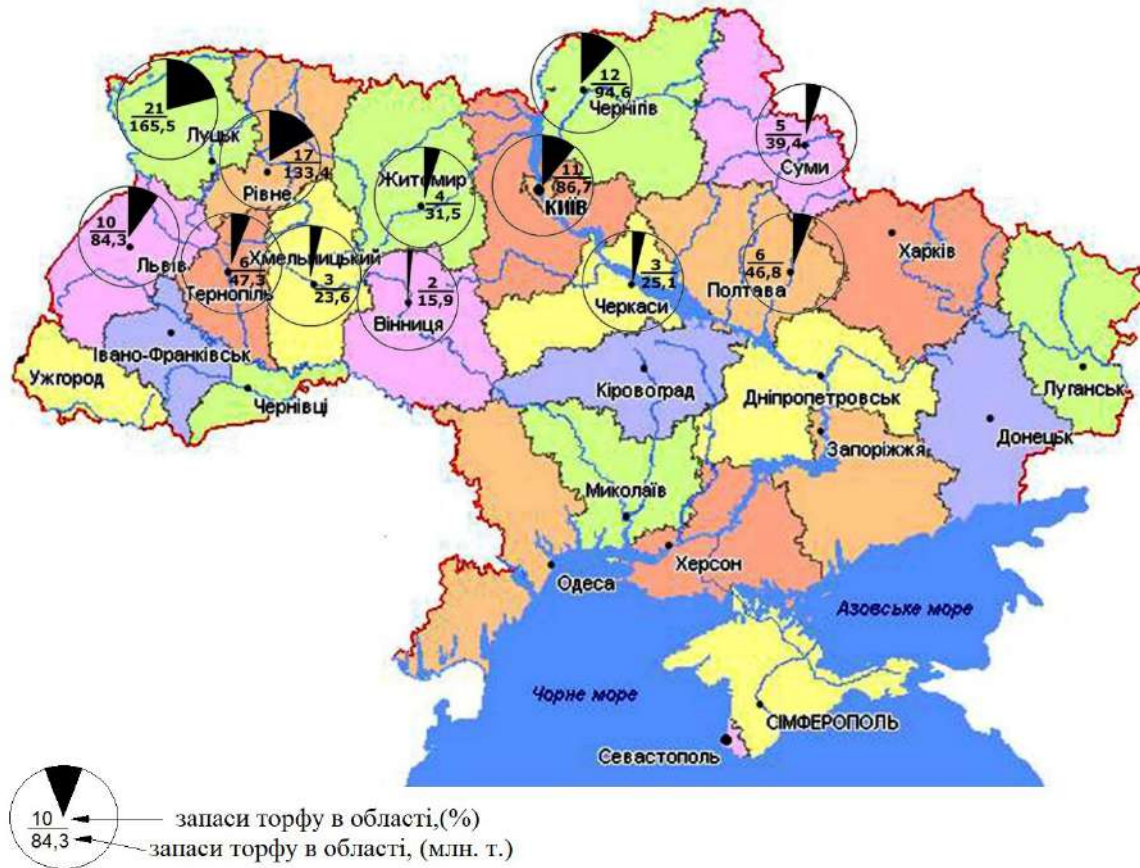 12
94,6
Чернігів
21
165,5
Луцьк
5
39,4
Суми
17
133,4
Рівне
Житомир
4
31,5
11
86,7
КИЇВ
10
84,3
Львів
6
47,3
Тернопіль
Хмельницький
3
23,6
2
15,9
Вінниця
3
25,1
Черкаси
6
46,8
Полтава
Харків
Івано-Франківськ
Ужгород
Чернівці
Кіровоград
Дніпропетровськ
Луганськ
Донецьк
Запоріжжя
Миколаїв
Херсон
Одеса
Азовське море
Чорне море
СІМФЕРОПОЛЬ
Севастополь
10
84,3
запаси торфу в області,(%)
запаси торфу в області, (млн. т.)